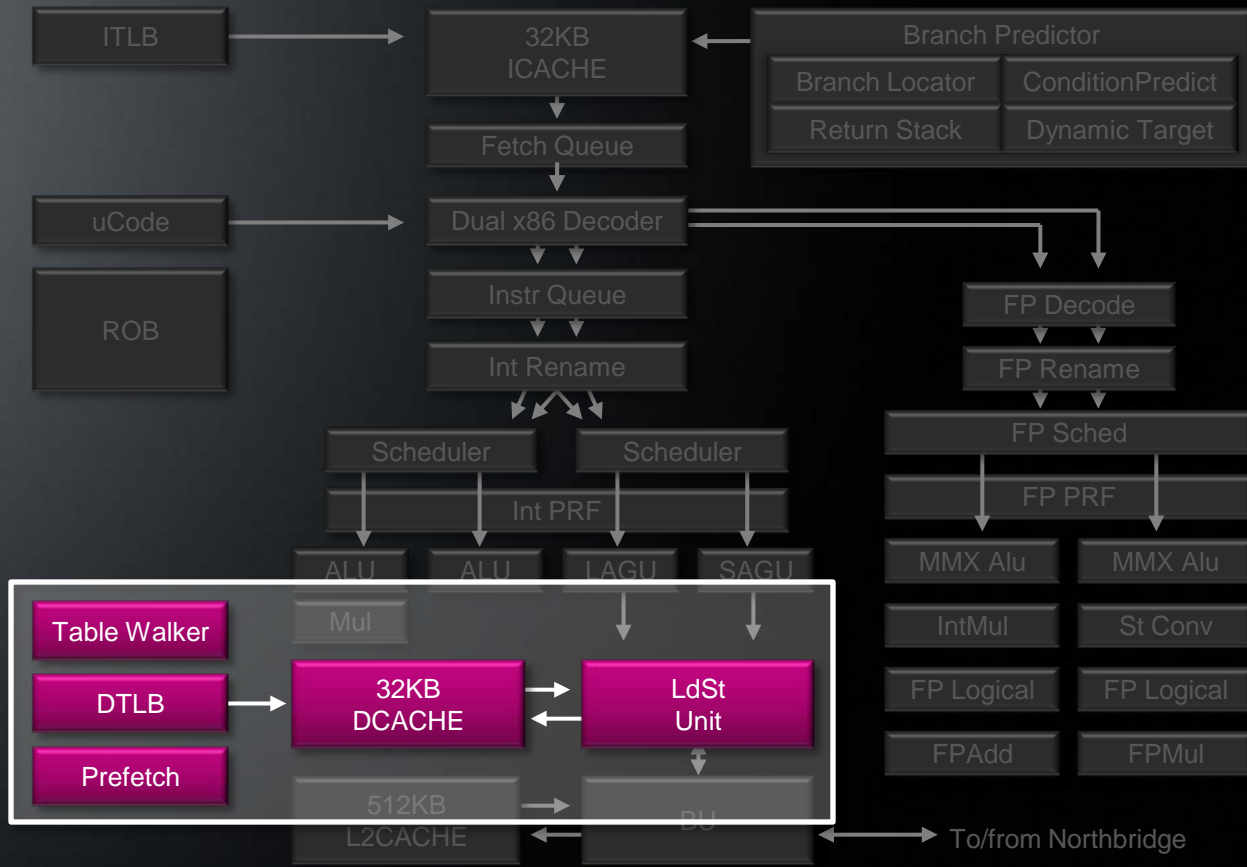 ITLB
32KB
ICACHE
Branch Predictor
Branch Locator
ConditionPredict
Return Stack
Dynamic Target
Fetch Queue
uCode
Dual x86 Decoder
ROB
Instr Queue
FP Decode
Int Rename
FP Rename
Scheduler
Scheduler
FP Sched
Int PRF
FP PRF
ALU
ALU
LAGU
SAGU
MMX Alu
MMX Alu
Table Walker
Mul
IntMul
St Conv
DTLB
32KB
DCACHE
LdSt
Unit
FP Logical
FP Logical
Prefetch
FPAdd
FPMul
512KB
L2CACHE
BU
To/from Northbridge